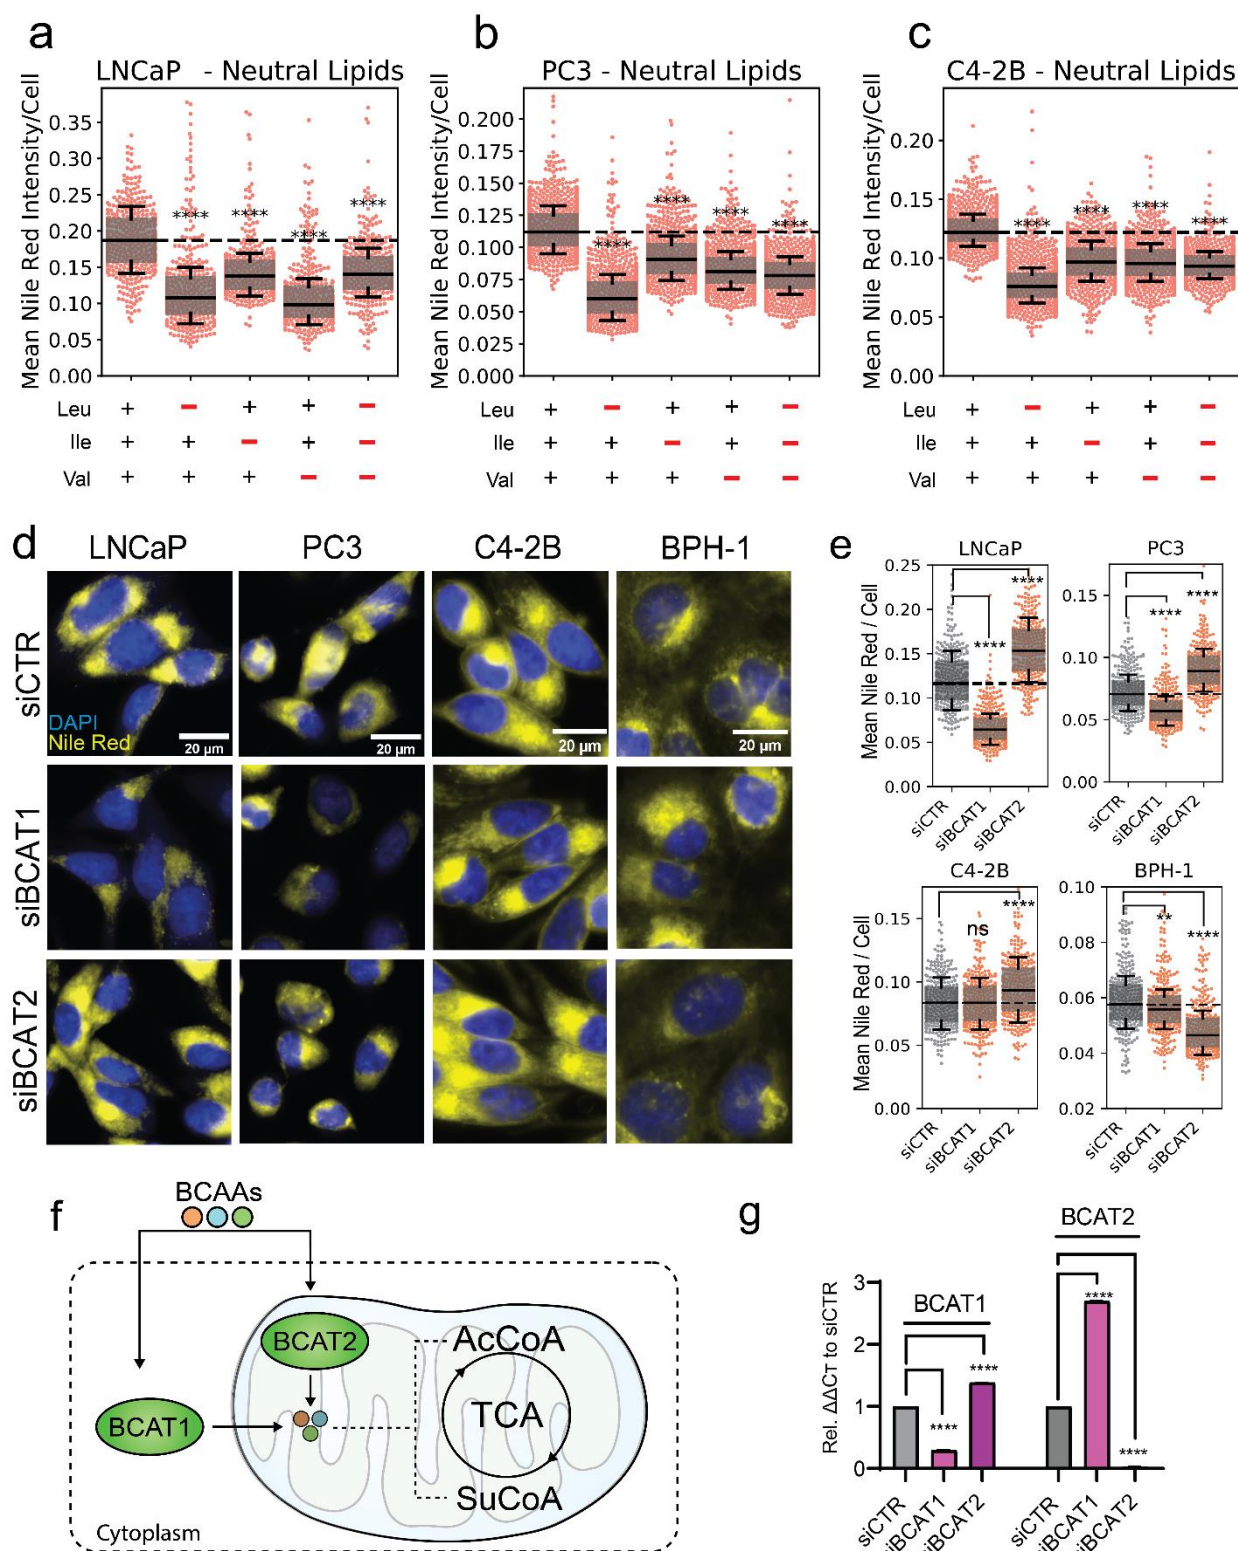 a
LNCaP - Neutral Lipids
Mean Nile Red Intensity/Cell
0.35
0.30
0.25
0.20
0.15
0.10
0.05
0.00
****
****
****
****
Leu + − + + −
Ile + + − + −
Val + + + − −
b
PC3 - Neutral Lipids
Mean Nile Red Intensity/Cell
0.200
0.175
0.150
0.125
0.100
0.075
0.050
0.025
0.000
****
****
****
****
Leu + − + + −
Ile + + − + −
Val + + + − −
c
C4-2B - Neutral Lipids
Mean Nile Red Intensity/Cell
0.20
0.15
0.10
0.05
0.00
****
****
****
****
Leu + − + + −
Ile + + − + −
Val + + + − −
d
LNCaP PC3 C4-2B BPH-1
siCTR
DAPI
Nile Red
20 µm
20 µm
20 µm
20 µm
siBCAT1
siBCAT2
e
LNCaP
Mean Nile Red / Cell
0.25
0.20
0.15
0.10
0.05
0.00
****
****
siCTR
siBCAT1
siBCAT2
PC3
0.15
0.10
0.05
0.00
****
****
siCTR
siBCAT1
siBCAT2
C4-2B
Mean Nile Red / Cell
0.15
0.10
0.05
0.00
ns
****
siCTR
siBCAT1
siBCAT2
BPH-1
0.10
0.08
0.06
0.04
0.02
**
****
siCTR
siBCAT1
siBCAT2
f
BCAAs
BCAT2
BCAT1
AcCoA
TCA
SuCoA
Cytoplasm
g
Rel. ΔΔCT to siCTR
3
2
1
0
BCAT1
****
****
BCAT2
****
****
siCTR
siBCAT1
siBCAT2
siCTR
siBCAT1
siBCAT2